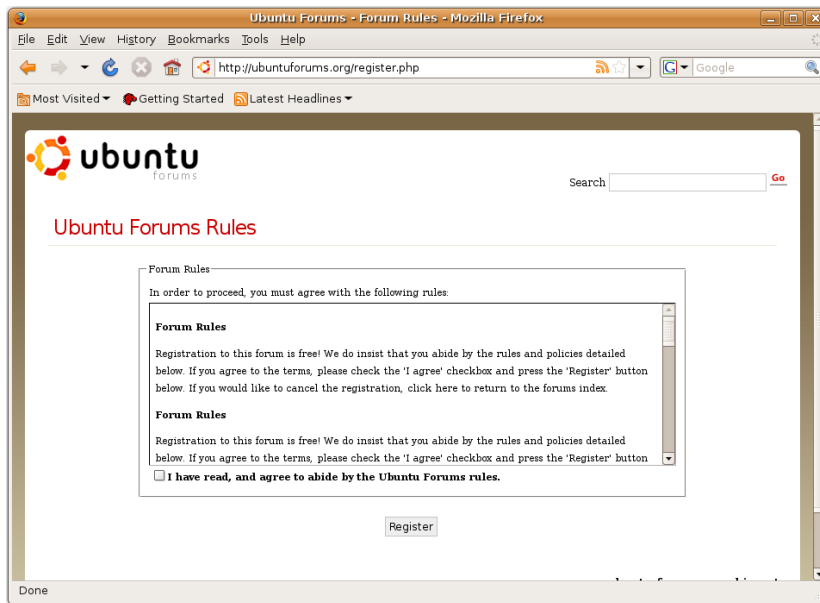 Ubuntu Forums - Forum Rules - Mozilla Firefox
File Edit View History Bookmarks Tools Help
http://ubuntuforums.org/register.php
G Google
Most Visited Getting Started Latest Headlines
ubuntu
forums
Search Go
Ubuntu Forums Rules
Forum Rules
In order to proceed, you must agree with the following rules:
Forum Rules
Registration to this forum is free! We do insist that you abide by the rules and policies detailed
below. If you agree to the terms, please check the 'I agree' checkbox and press the 'Register' button
below. If you would like to cancel the registration, click here to return to the forums index.
Forum Rules
Registration to this forum is free! We do insist that you abide by the rules and policies detailed
below. If you agree to the terms, please check the 'I agree' checkbox and press the 'Register' button
I have read, and agree to abide by the Ubuntu Forums rules.
Register
Done